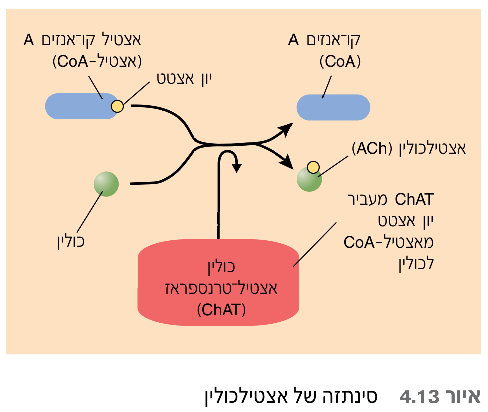 קו־אנזים A
(CoA)
אצטיל קו־אנזים A
(אצטיל-CoA)
יון אצטט
אצטילכולין (ACh)
כולין
ChAT מעביר
יון אצטט
מאצטיל-CoA
לכולין
כולין
אצטיל־טרנספראז
(ChAT)
איור 4.13 סינתזה של אצטילכולין